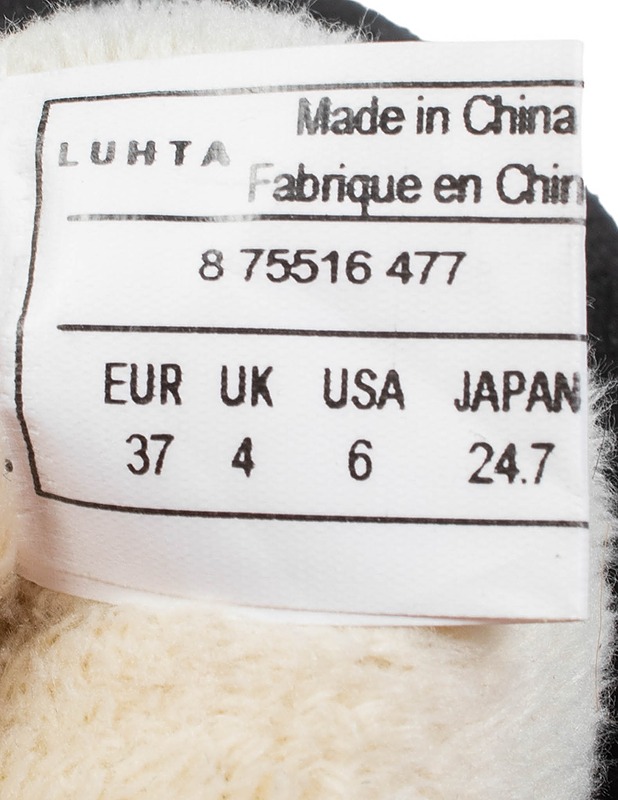 Made in China
LUHTA
Fabrique en Chin
8 75516 477
EUR UK USA JAPAN
37 4 6 24.7